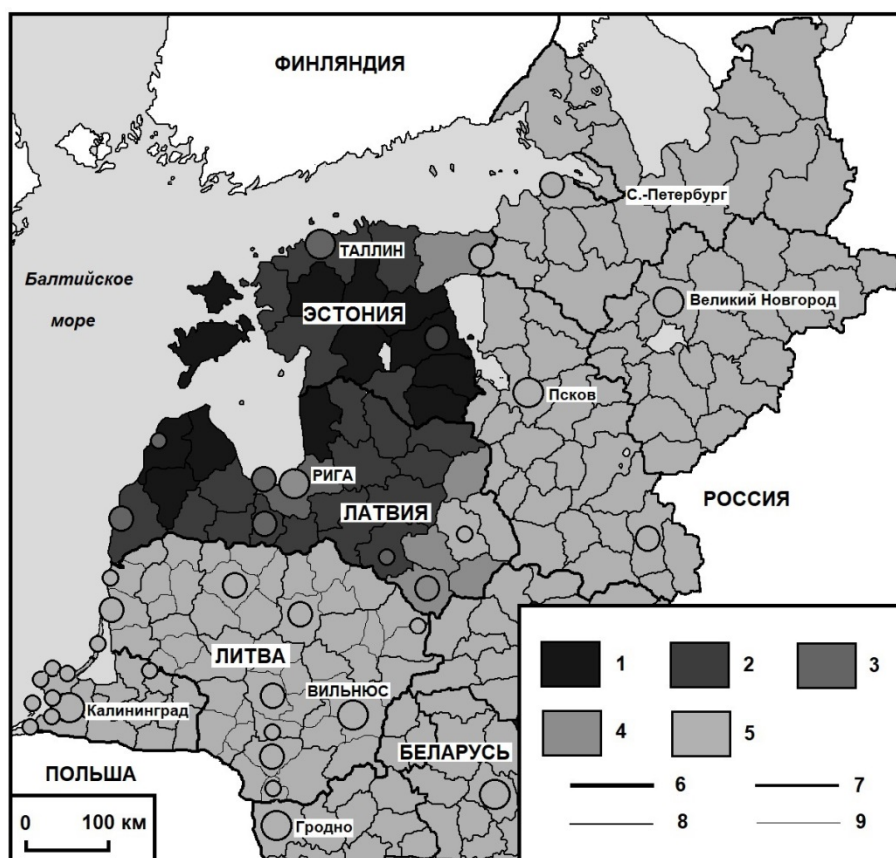 ФИНЛЯНДИЯ
С.-Петербург
ТАЛЛИН
Балтийское
море
ЭСТОНИЯ
Великий Новгород
Псков
РИГА
ЛАТВИЯ
РОССИЯ
ЛИТВА
ВИЛЬНЮС
Калининград
БЕЛАРУСЬ
ПОЛЬША
Гродно
0 100 км
1 2 3
4 5
6 7
8 9